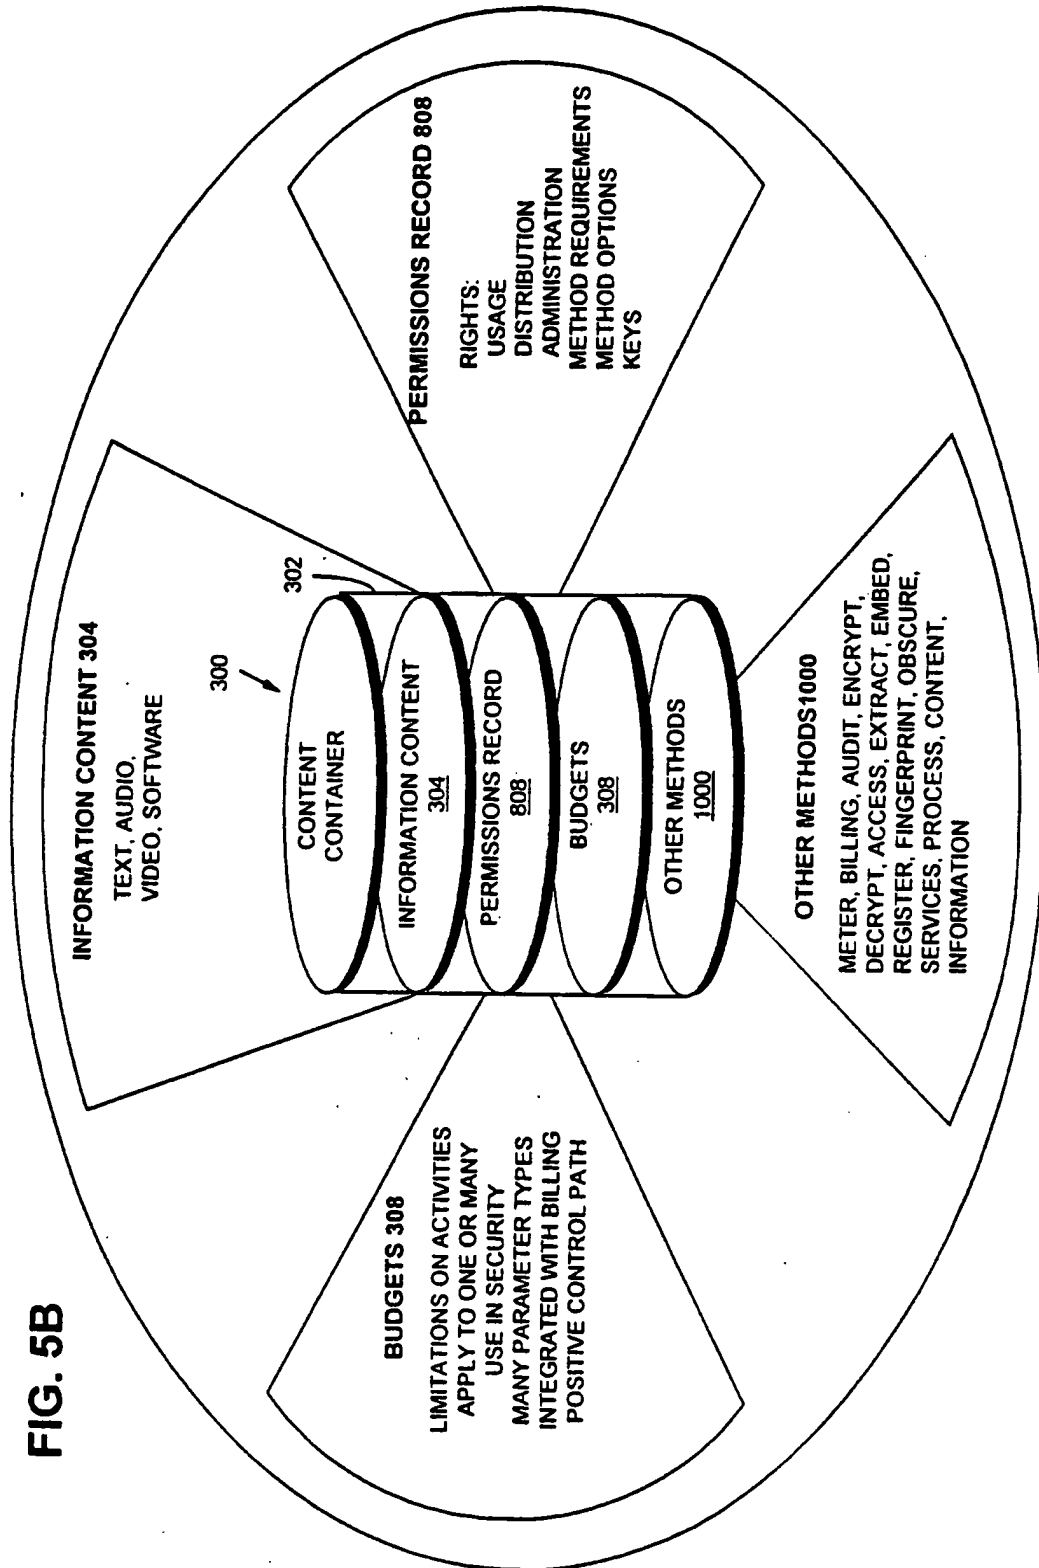 FIG. 5B
INFORMATION CONTENT 304
TEXT, AUDIO,
VIDEO, SOFTWARE
300
302
CONTENT
CONTAINER
INFORMATION CONTENT
304
PERMISSIONS RECORD
808
BUDGETS
308
OTHER METHODS
1000
BUDGETS 308
LIMITATIONS ON ACTIVITIES
APPLY TO ONE OR MANY
USE IN SECURITY
MANY PARAMETER TYPES
INTEGRATED WITH BILLING
POSITIVE CONTROL PATH
PERMISSIONS RECORD 808
RIGHTS:
USAGE
DISTRIBUTION
ADMINISTRATION
METHOD REQUIREMENTS
METHOD OPTIONS
KEYS
OTHER METHODS1000
METER, BILLING, AUDIT, ENCRYPT,
DECRYPT, ACCESS, EXTRACT, EMBED,
REGISTER, FINGERPRINT, OBSCURE,
SERVICES, PROCESS, CONTENT,
INFORMATION